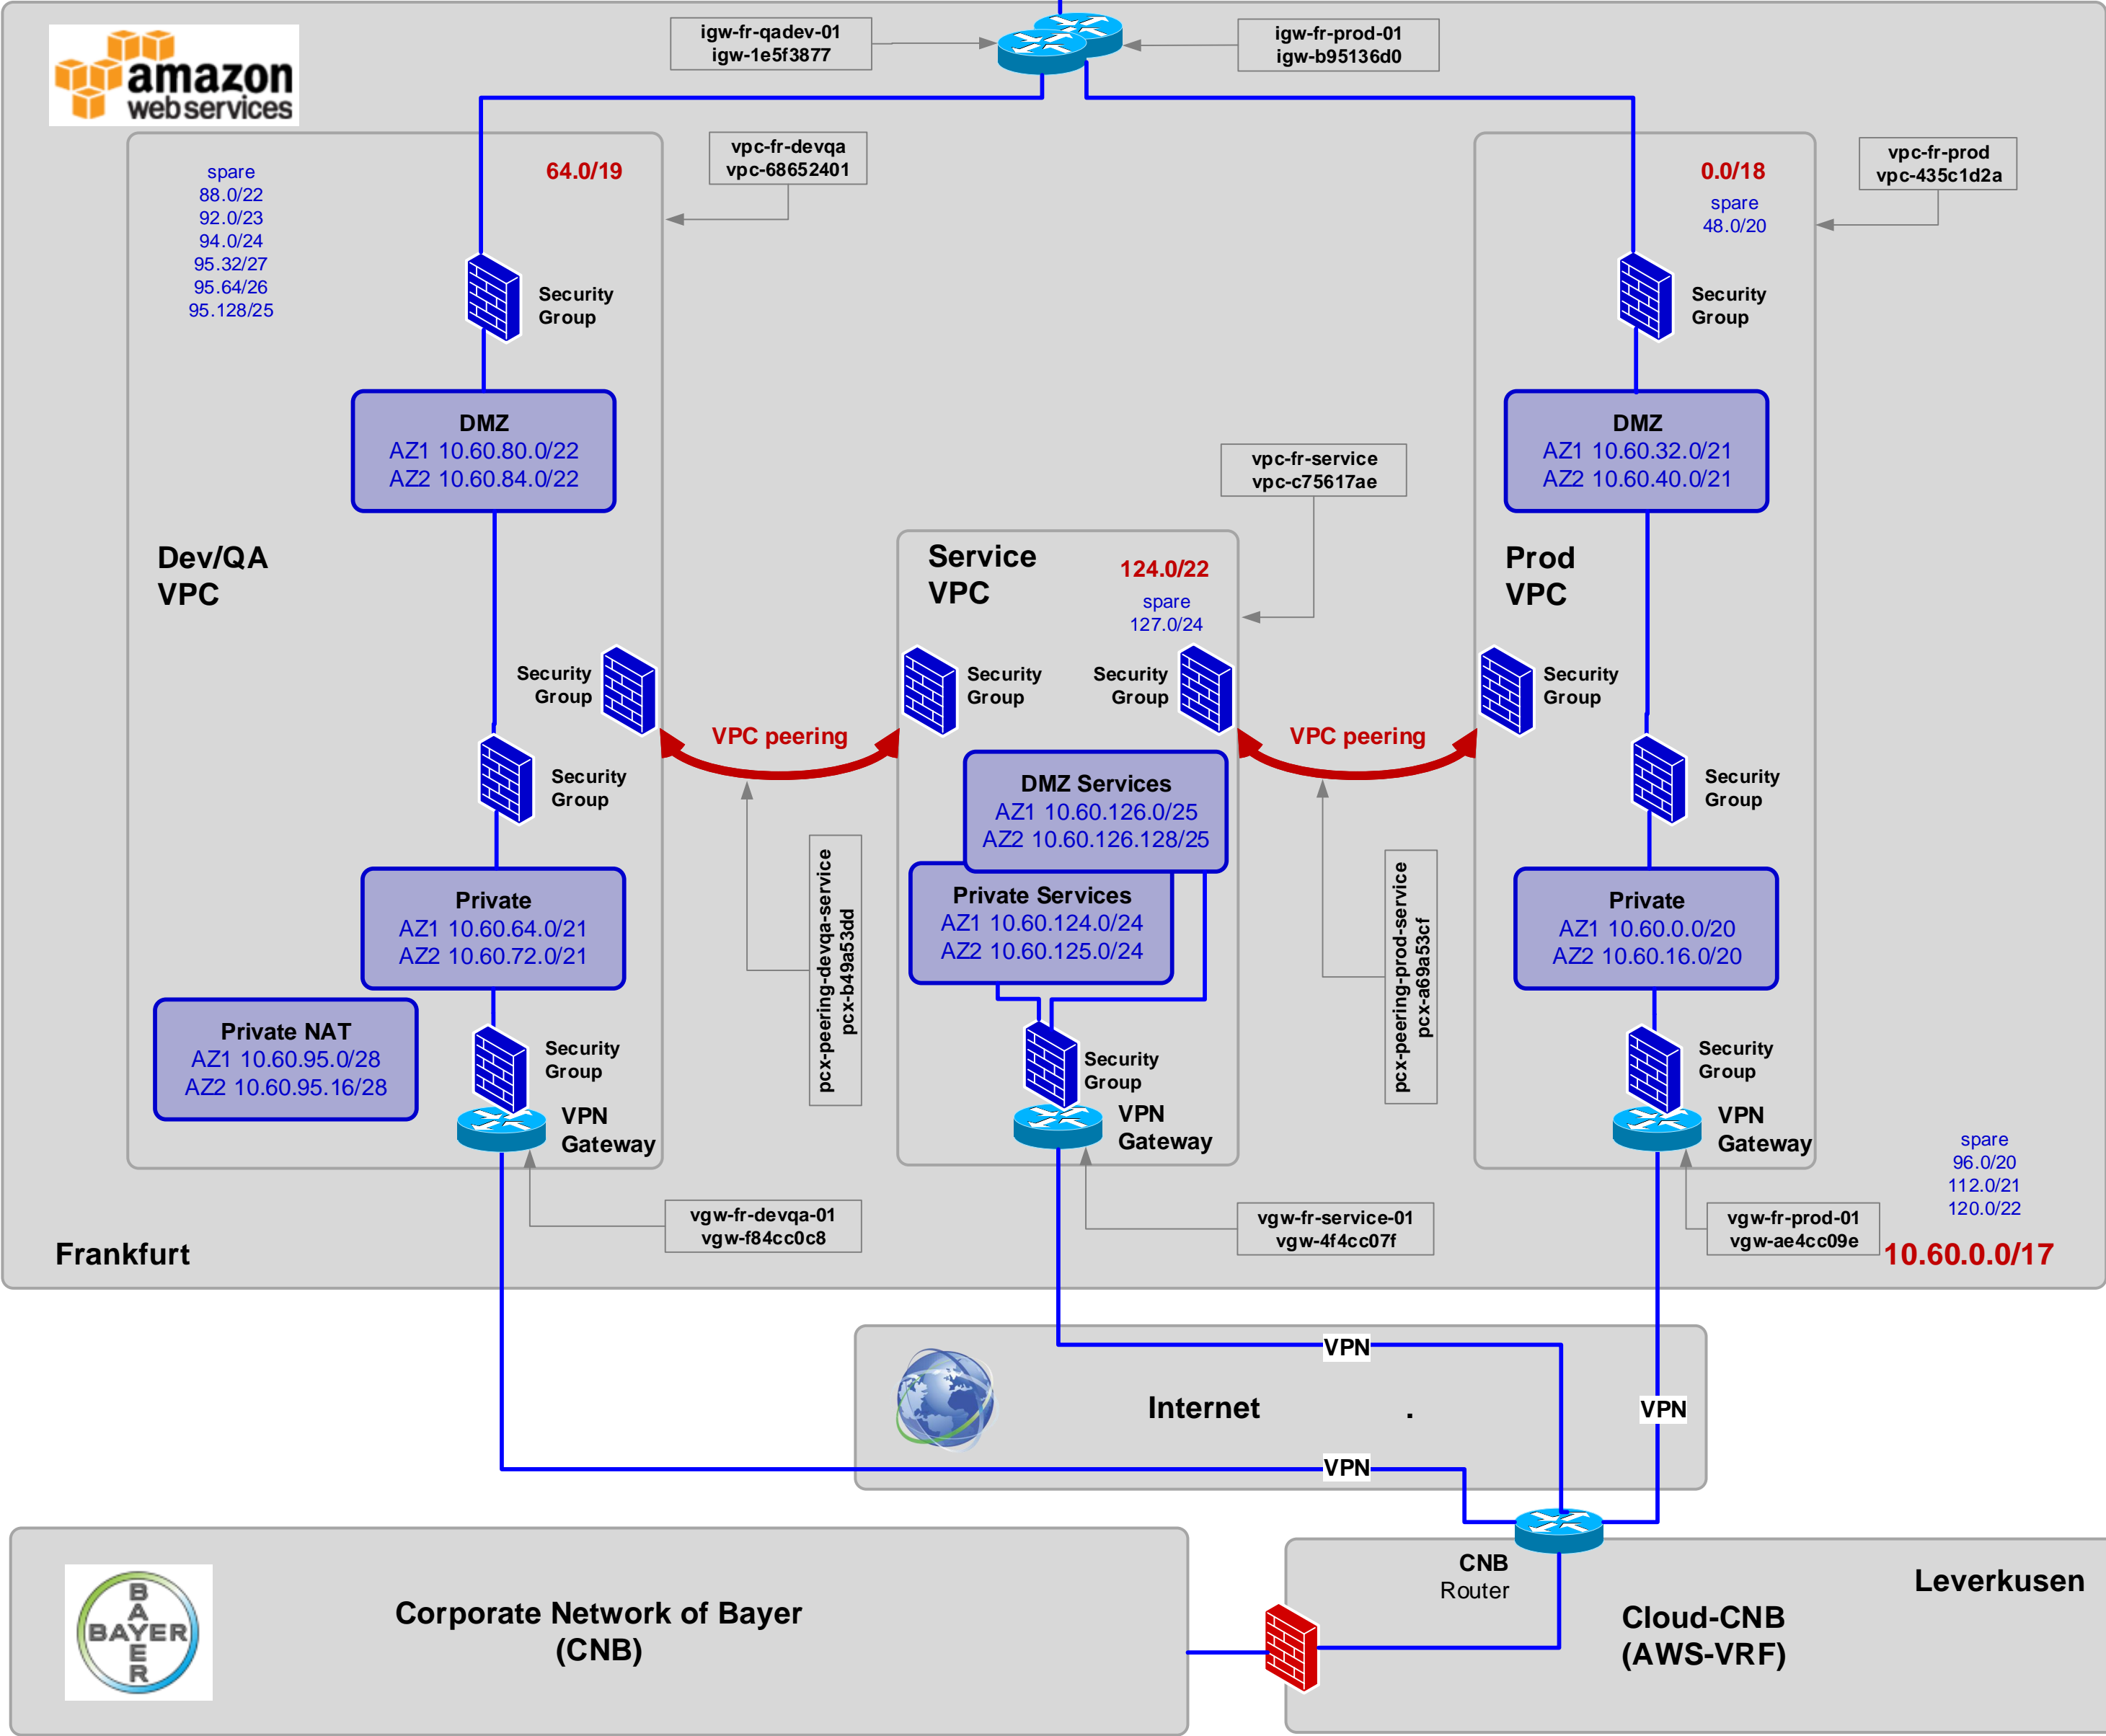 igw-fr-qadev-01
igw-1e5f3877
igw-fr-prod-01
igw-b95136d0
amazon
web services
spare
88.0/22
92.0/23
94.0/24
95.32/27
95.64/26
95.128/25
64.0/19
vpc-fr-devqa
vpc-68652401
0.0/18
spare
48.0/20
vpc-fr-prod
vpc-435c1d2a
Security
Group
Security
Group
DMZ
AZ1 10.60.80.0/22
AZ2 10.60.84.0/22
DMZ
AZ1 10.60.32.0/21
AZ2 10.60.40.0/21
vpc-fr-service
vpc-c75617ae
Dev/QA
VPC
Service
VPC
124.0/22
spare
127.0/24
Prod
VPC
Security
Group
Security
Group
Security
Group
Security
Group
VPC peering
VPC peering
Security
Group
Security
Group
DMZ Services
AZ1 10.60.126.0/25
AZ2 10.60.126.128/25
Private Services
AZ1 10.60.124.0/24
AZ2 10.60.125.0/24
pcx-peering-devqa-service
pcx-b49a53dd
pcx-peering-prod-service
pcx-a69a53cf
Private
AZ1 10.60.64.0/21
AZ2 10.60.72.0/21
Private
AZ1 10.60.0.0/20
AZ2 10.60.16.0/20
Private NAT
AZ1 10.60.95.0/28
AZ2 10.60.95.16/28
Security
Group
Security
Group
Security
Group
VPN
Gateway
VPN
Gateway
VPN
Gateway
spare
96.0/20
112.0/21
120.0/22
vgw-fr-devqa-01
vgw-f84cc0c8
vgw-fr-service-01
vgw-4f4cc07f
vgw-fr-prod-01
vgw-ae4cc09e
10.60.0.0/17
Frankfurt
VPN
Internet .
VPN
VPN
CNB
Router
Leverkusen
BAYER
BAYER
Corporate Network of Bayer
(CNB)
Cloud-CNB
(AWS-VRF)